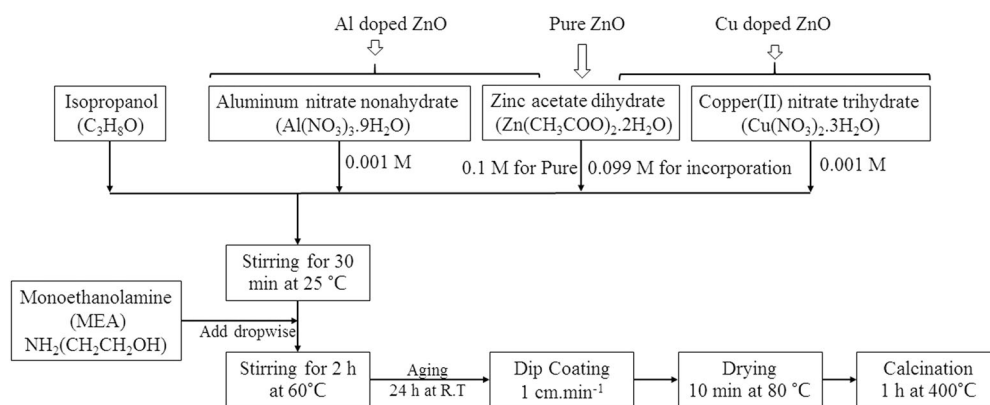 Al doped ZnO
Pure ZnO
Cu doped ZnO
Isopropanol
(C₃H₈O)
Aluminum nitrate nonahydrate
(Al(NO₃)₃.9H₂O)
Zinc acetate dihydrate
(Zn(CH₃COO)₂.2H₂O)
Copper(II) nitrate trihydrate
(Cu(NO₃)₂.3H₂O)
0.001 M
0.1 M for Pure
0.099 M for incorporation
0.001 M
Stirring for 30
min at 25 °C
Monoethanolamine
(MEA)
NH₂(CH₂CH₂OH)
Add dropwise
Stirring for 2 h
at 60°C
Aging
24 h at R.T
Dip Coating
1 cm.min⁻¹
Drying
10 min at 80 °C
Calcination
1 h at 400°C